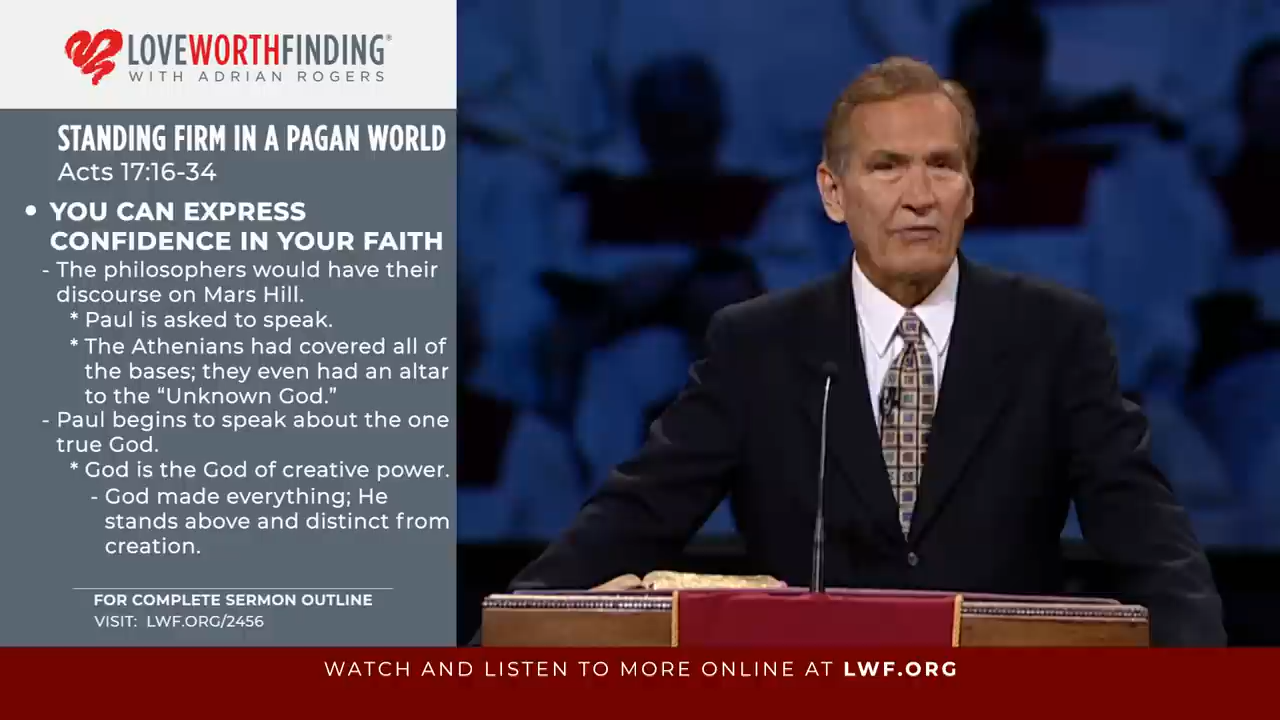 LOVEWORTHFINDING®
WITH ADRIAN ROGERS
STANDING FIRM IN A PAGAN WORLD
Acts 17:16-34
• YOU CAN EXPRESS
CONFIDENCE IN YOUR FAITH
- The philosophers would have their
discourse on Mars Hill.
* Paul is asked to speak.
* The Athenians had covered all of
the bases; they even had an altar
to the “Unknown God.”
- Paul begins to speak about the one
true God.
* God is the God of creative power.
- God made everything; He
stands above and distinct from
creation.
FOR COMPLETE SERMON OUTLINE
VISIT: LWF.ORG/2456
WATCH AND LISTEN TO MORE ONLINE AT LWF.ORG